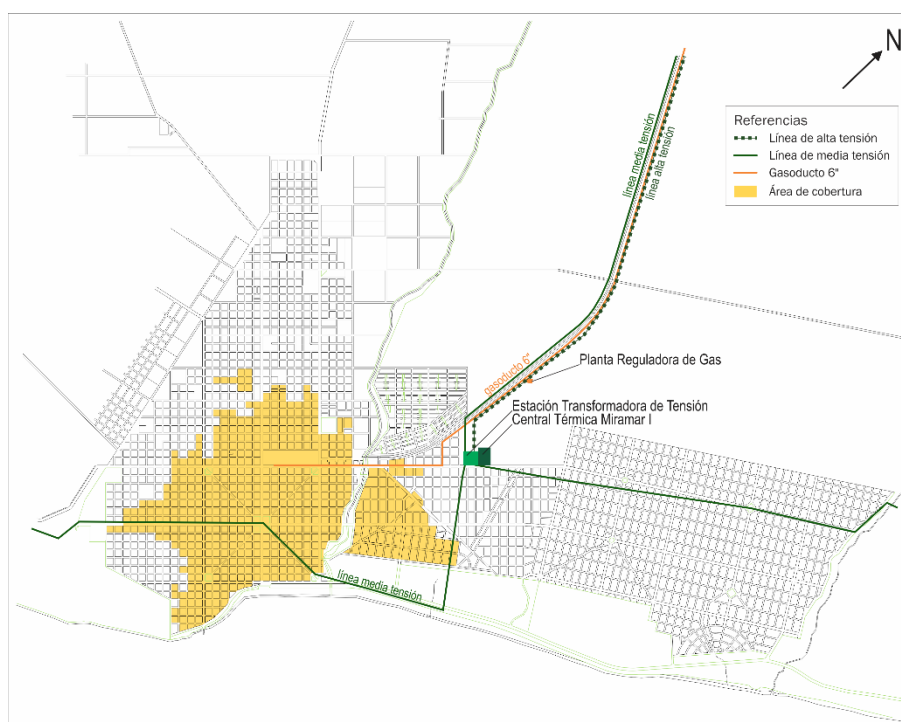 N
Referencias
Línea de alta tensión
Línea de media tensión
Gasoducto 6"
Área de cobertura
línea media tensión
línea alta tensión
gasoducto 6"
Planta Reguladora de Gas
Estación Transformadora de Tensión
Central Térmica Miramar I
línea media tensión